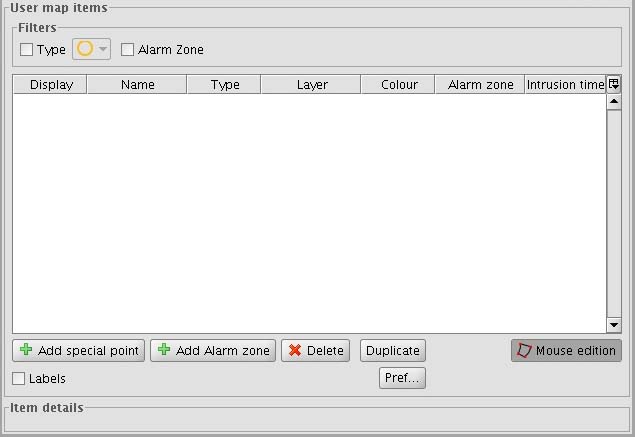 User map items
Filters
Type Alarm Zone
Display Name Type Layer Colour Alarm zone Intrusion time
Add special point Add Alarm zone Delete Duplicate Mouse edition
Labels Pref...
Item details